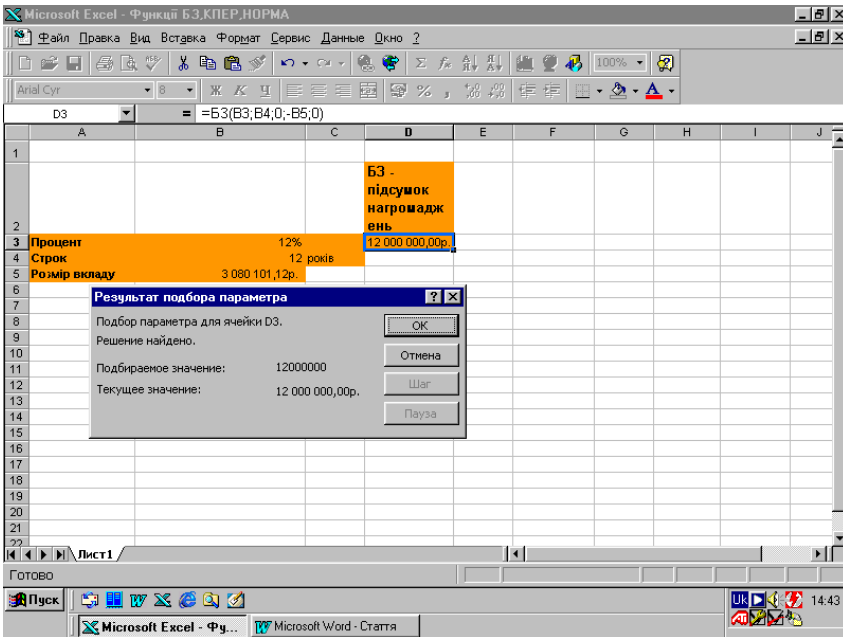 Microsoft Excel - Функції БЗ,КПЕР,НОРМА
Файл Правка Вид Вставка Формат Сервис Данные Окно ?
100%
Arial Cyr 8 Ж К Ч
D3 = =БЗ(B3;B4;0;-B5;0)
A B C D E F G H I J
1
БЗ -
підсумок
нагромадж
2 ень
3 Процент 12% 12 000 000,00р.
4 Строк 12 років
5 Розмір вкладу 3 080 101,12р.
6
7
8
9
10
11
12
13
14
15
16
17
18
19
20
21
22
Результат подбора параметра ? X
Подбор параметра для ячейки D3. ОК
Решение найдено.
Отмена
Подбираемое значение: 12000000
Шаг
Текущее значение: 12 000 000,00р.
Пауза
Лист1
Готово
Пуск Uk 14:43
Microsoft Excel - Фу... Microsoft Word - Стаття